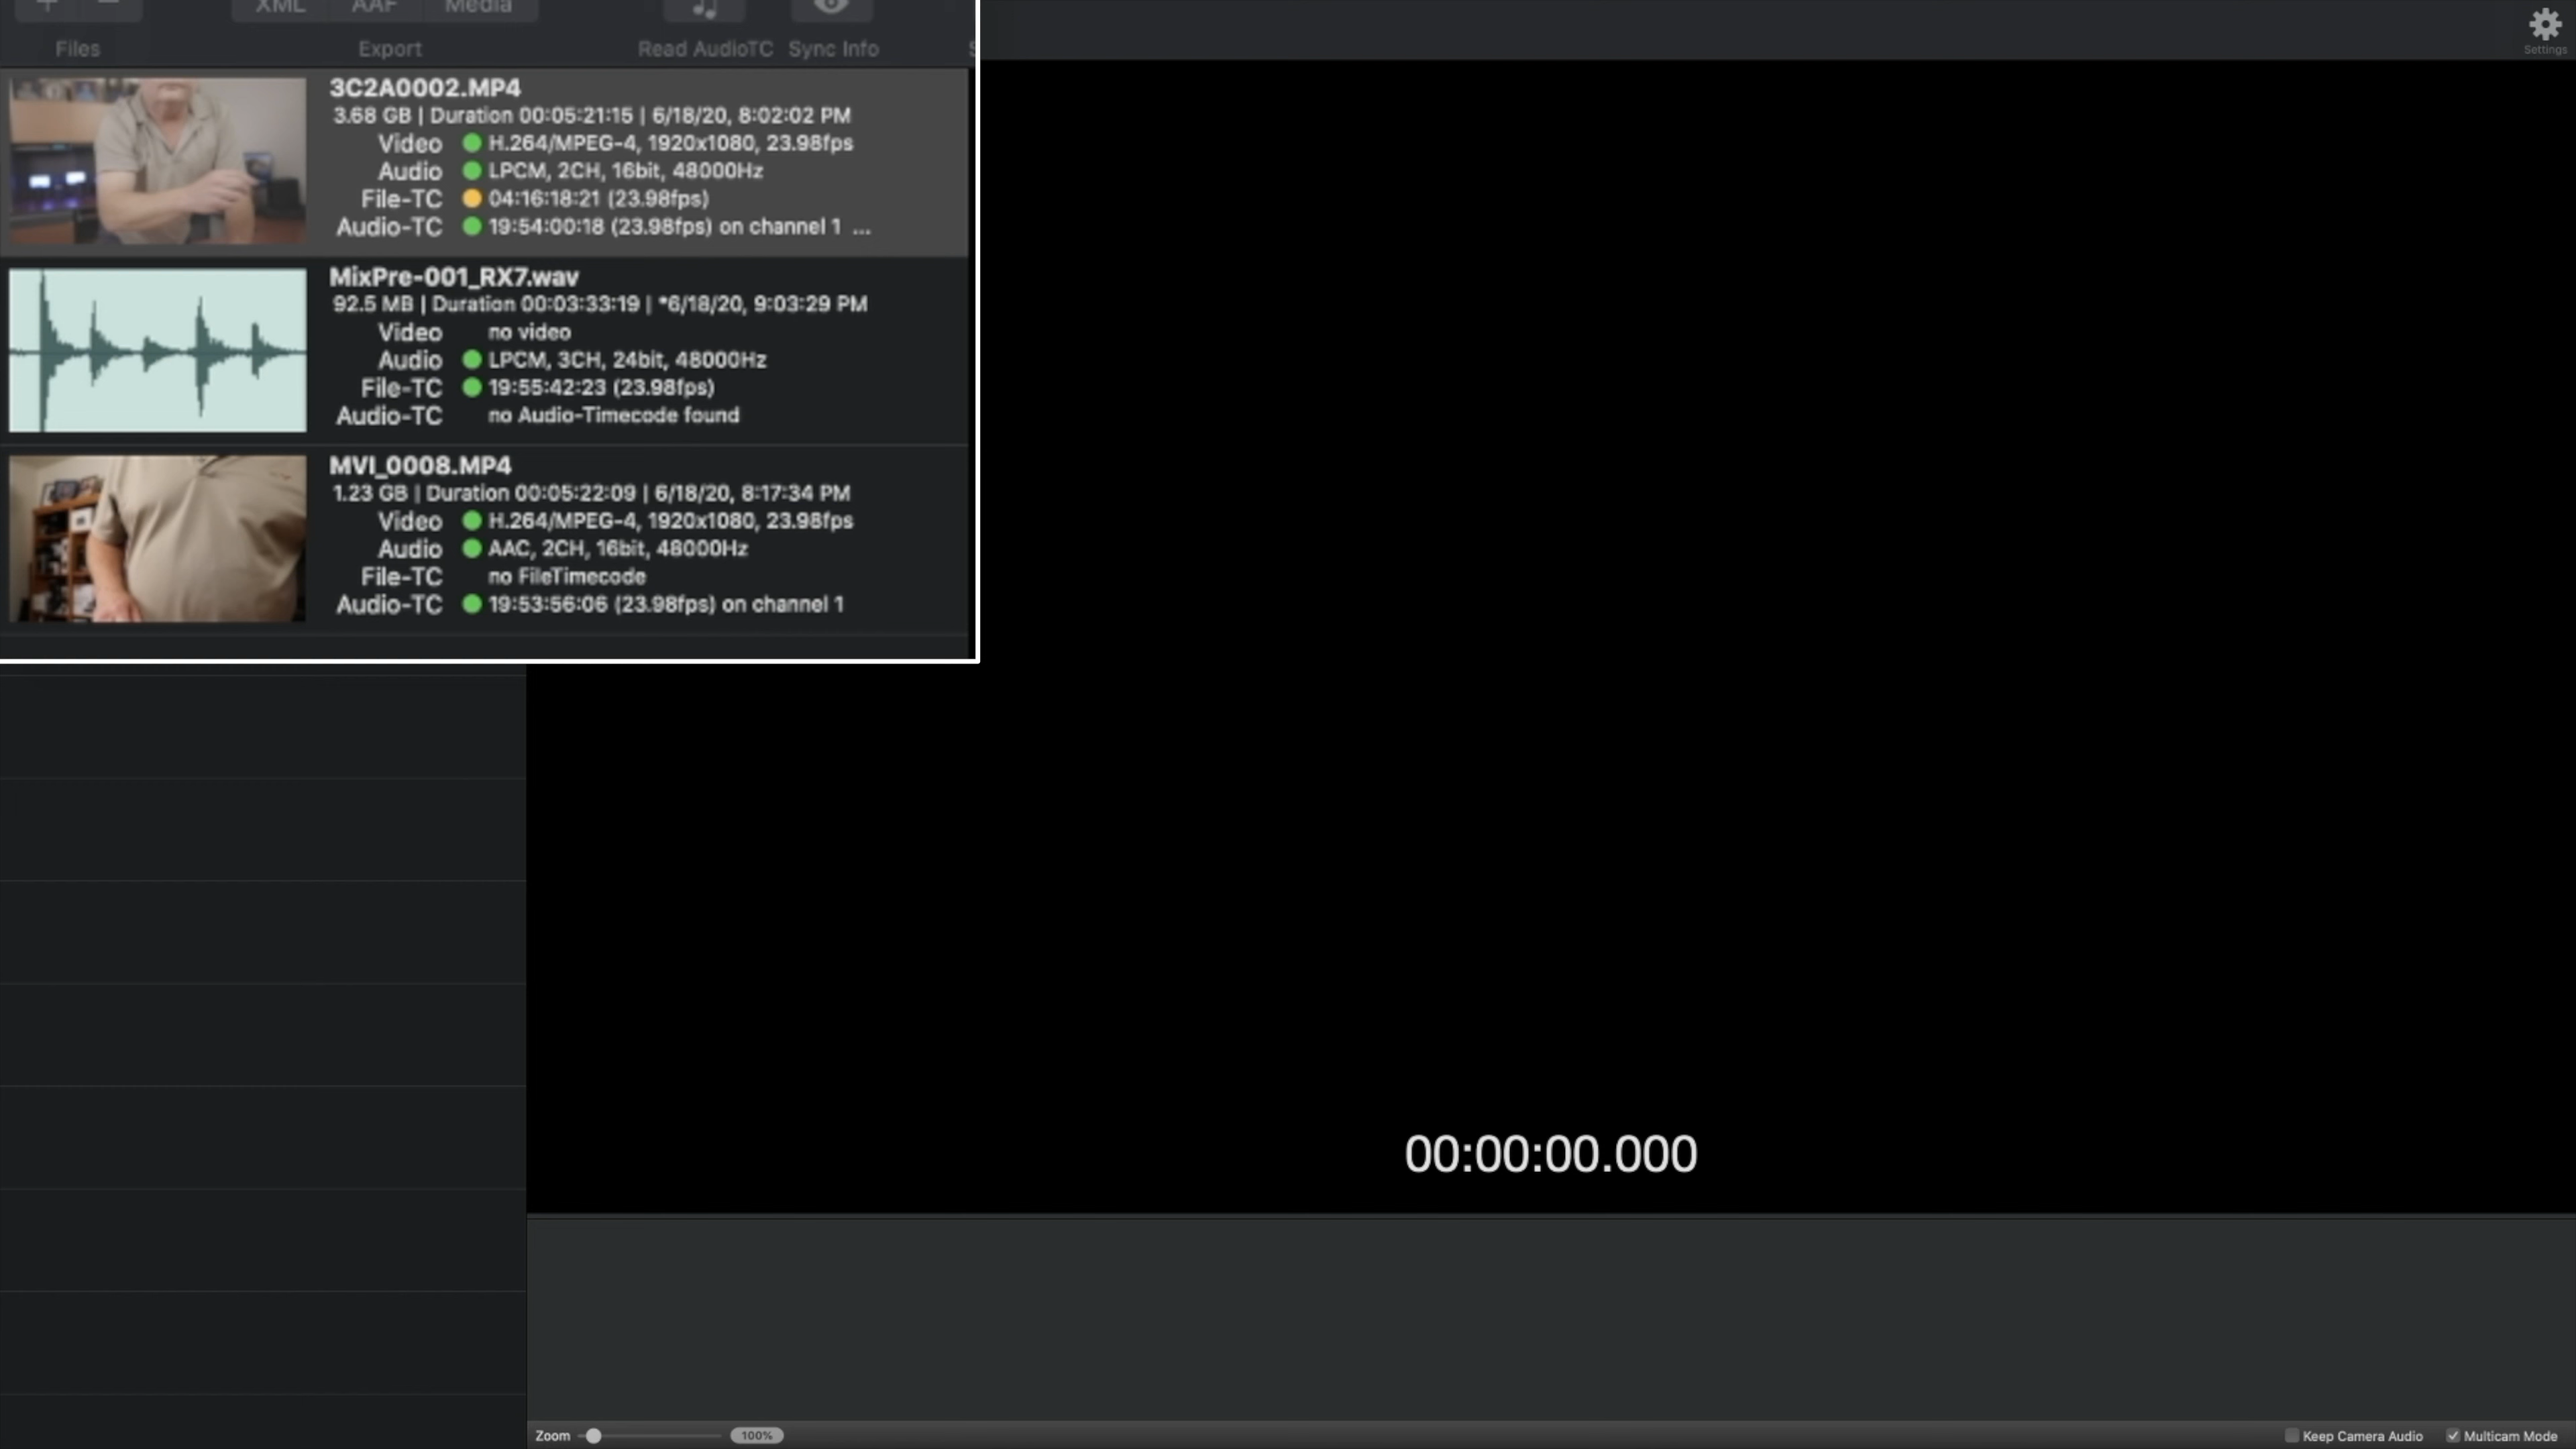 XML AAF Media
Settings
Files Export Read AudioTC Sync Info
3C2A0002.MP4
3.68 GB | Duration 00:05:21:15 | 6/18/20, 8:02:02 PM
Video H.264/MPEG-4, 1920x1080, 23.98fps
Audio LPCM, 2CH, 16bit, 48000Hz
File-TC 04:16:18:21 (23.98fps)
Audio-TC 19:54:00:18 (23.98fps) on channel 1 ...
MixPre-001_RX7.wav
92.5 MB | Duration 00:03:33:19 | *6/18/20, 9:03:29 PM
Video no video
Audio LPCM, 3CH, 24bit, 48000Hz
File-TC 19:55:42:23 (23.98fps)
Audio-TC no Audio-Timecode found
MVI_0008.MP4
1.23 GB | Duration 00:05:22:09 | 6/18/20, 8:17:34 PM
Video H.264/MPEG-4, 1920x1080, 23.98fps
Audio AAC, 2CH, 16bit, 48000Hz
File-TC no FileTimecode
Audio-TC 19:53:56:06 (23.98fps) on channel 1
00:00:00.000
Zoom 100% Keep Camera Audio Multicam Mode